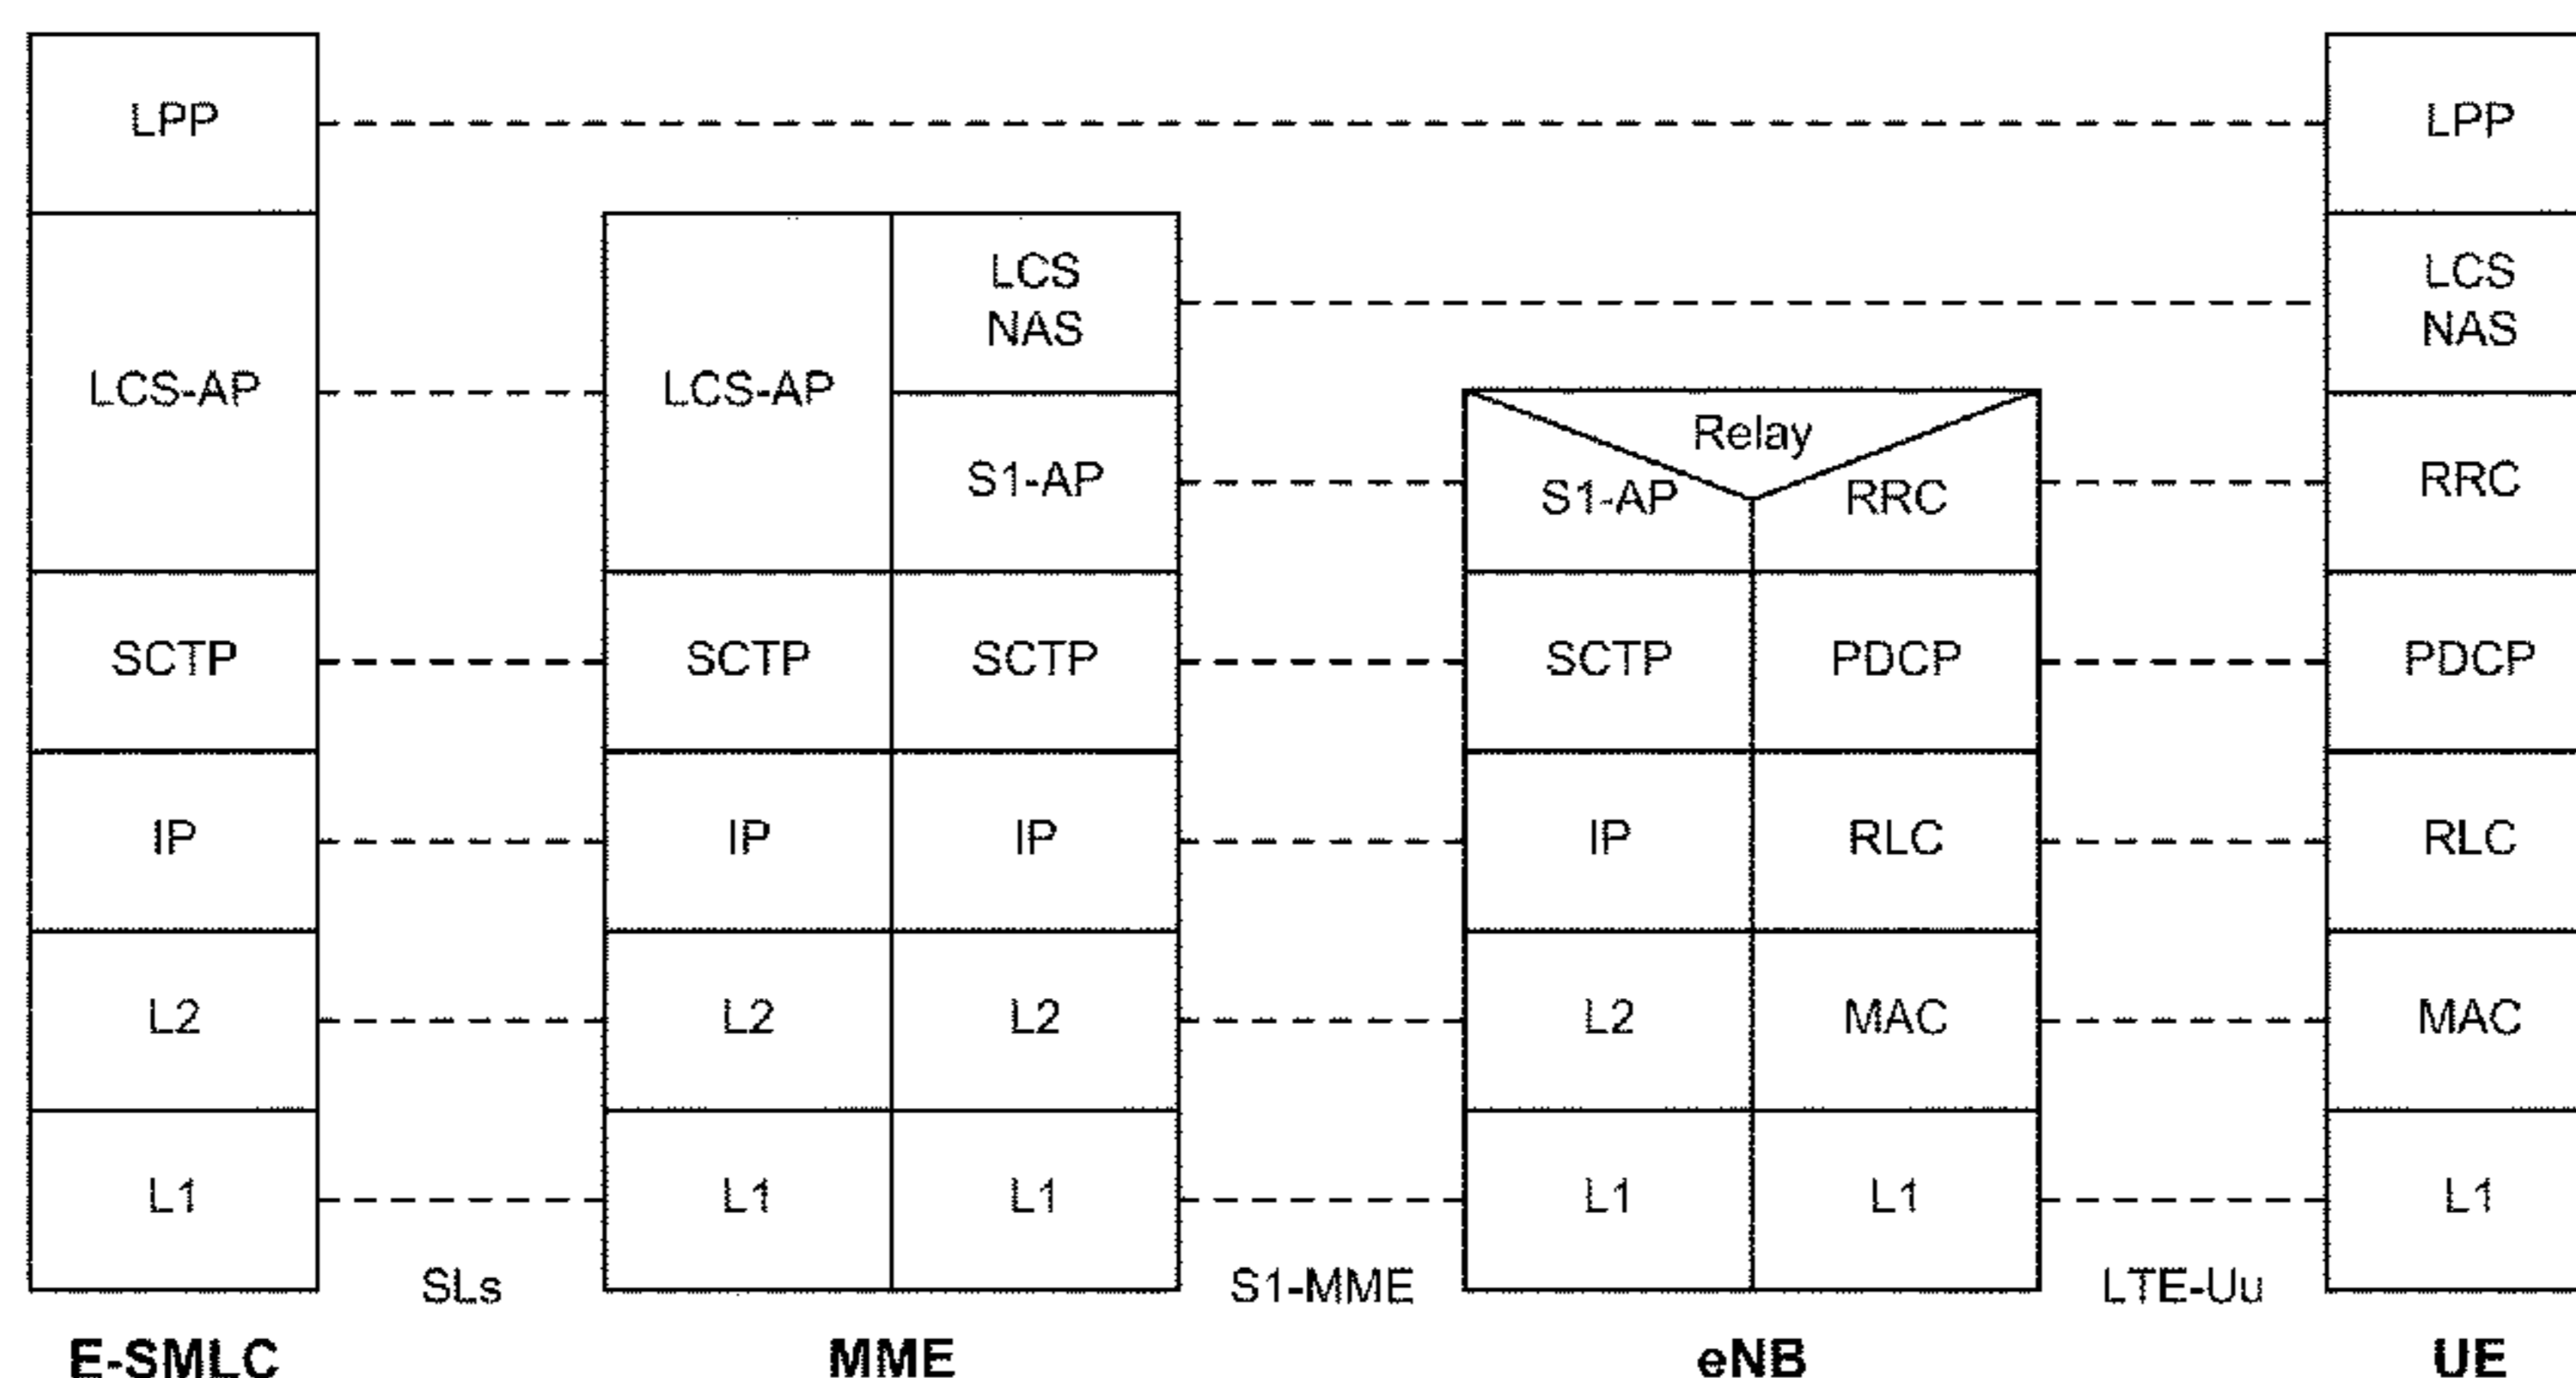 LPP
LPP
LCS
NAS
LCS
NAS
LCS-AP
LCS-AP
Relay
S1-AP
S1-AP
RRC
RRC
SCTP
SCTP
SCTP
SCTP
PDCP
PDCP
IP
IP
IP
IP
RLC
RLC
L2
L2
L2
L2
MAC
MAC
L1
L1
L1
L1
L1
L1
SLs
S1-MME
LTE-Uu
E-SMLC
MME
eNB
UE